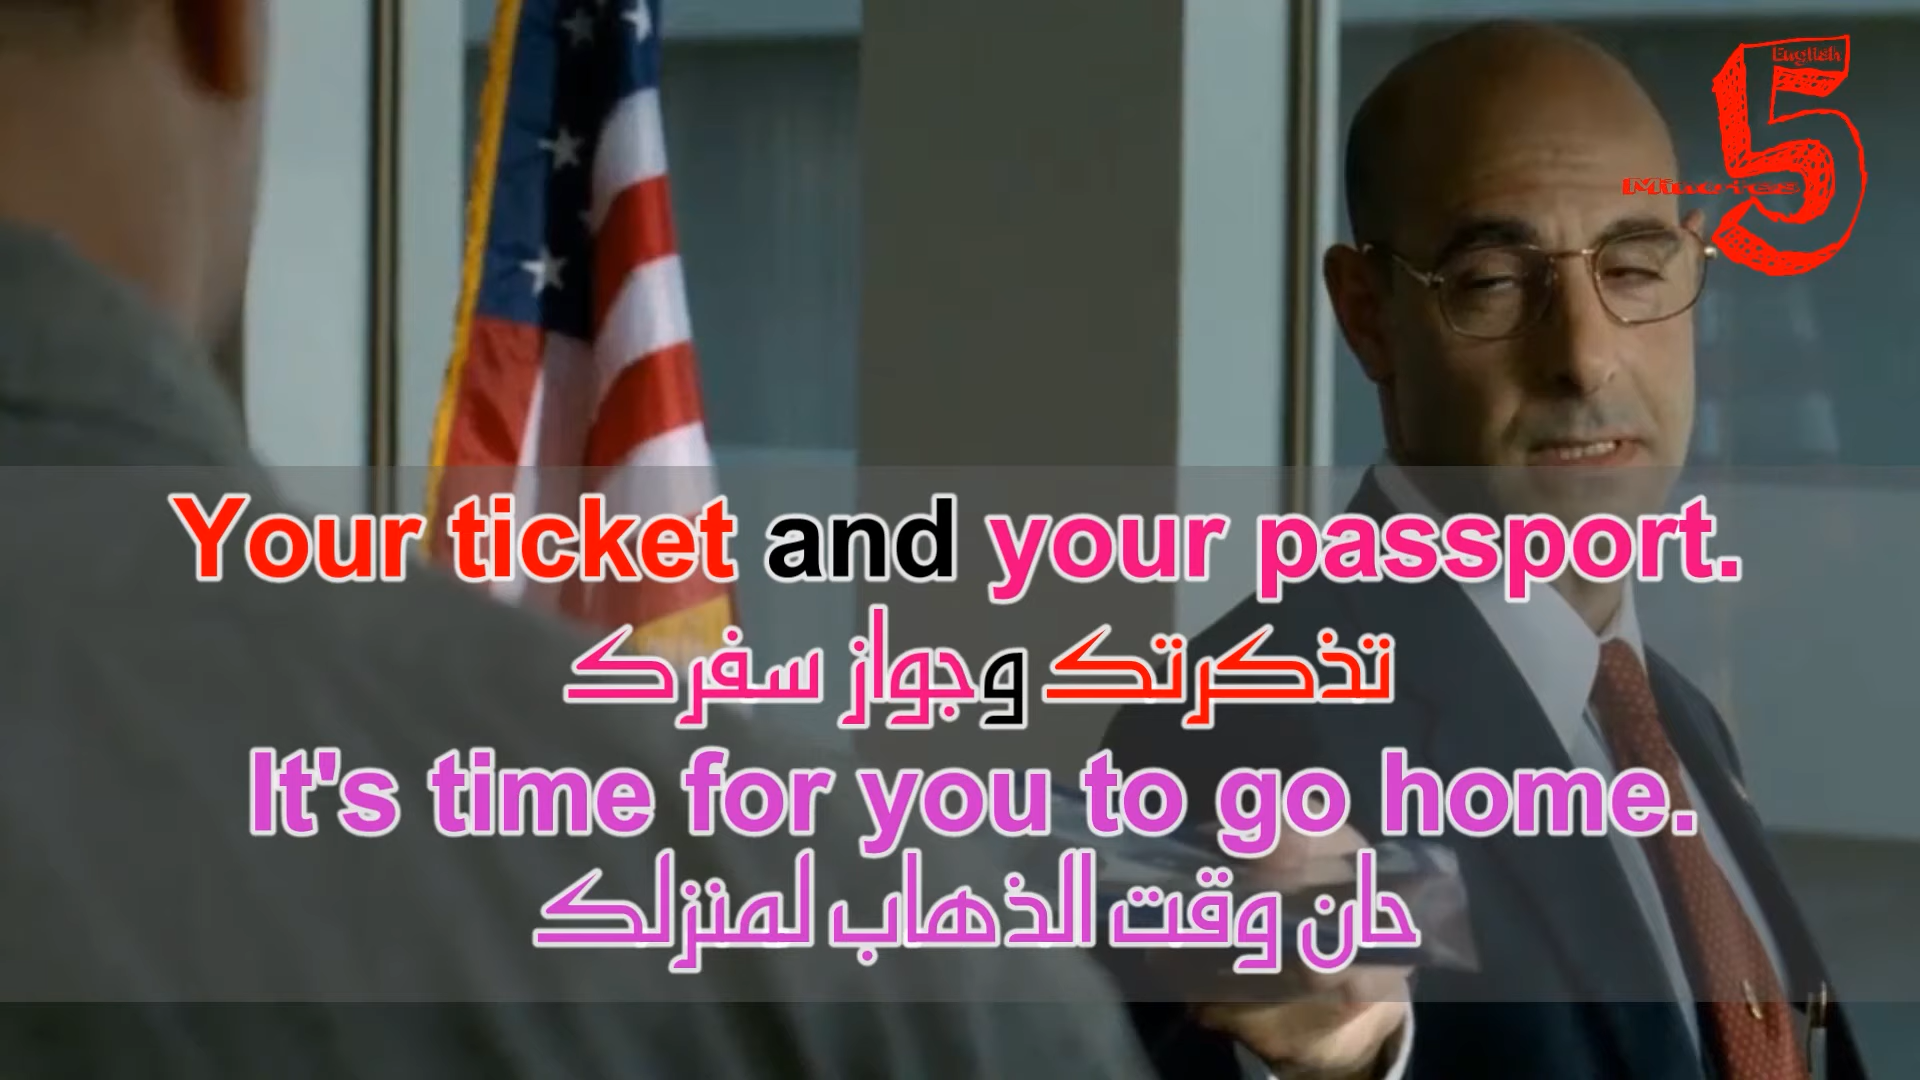 English
5
Minutes
Your ticket and your passport.
تذكرتك وجواز سفرك
It's time for you to go home.
حان وقت الذهاب لمنزلك